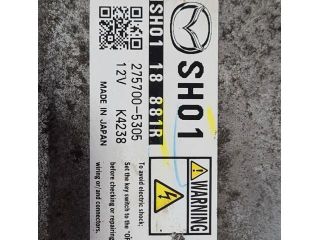 SH01
SH01 18 881R
275700-5305
12V K4238
MADE IN JAPAN
WARNING
To avoid electric shock:
Set the key switch to the
before checking or repairing
wiring or/and connectors.